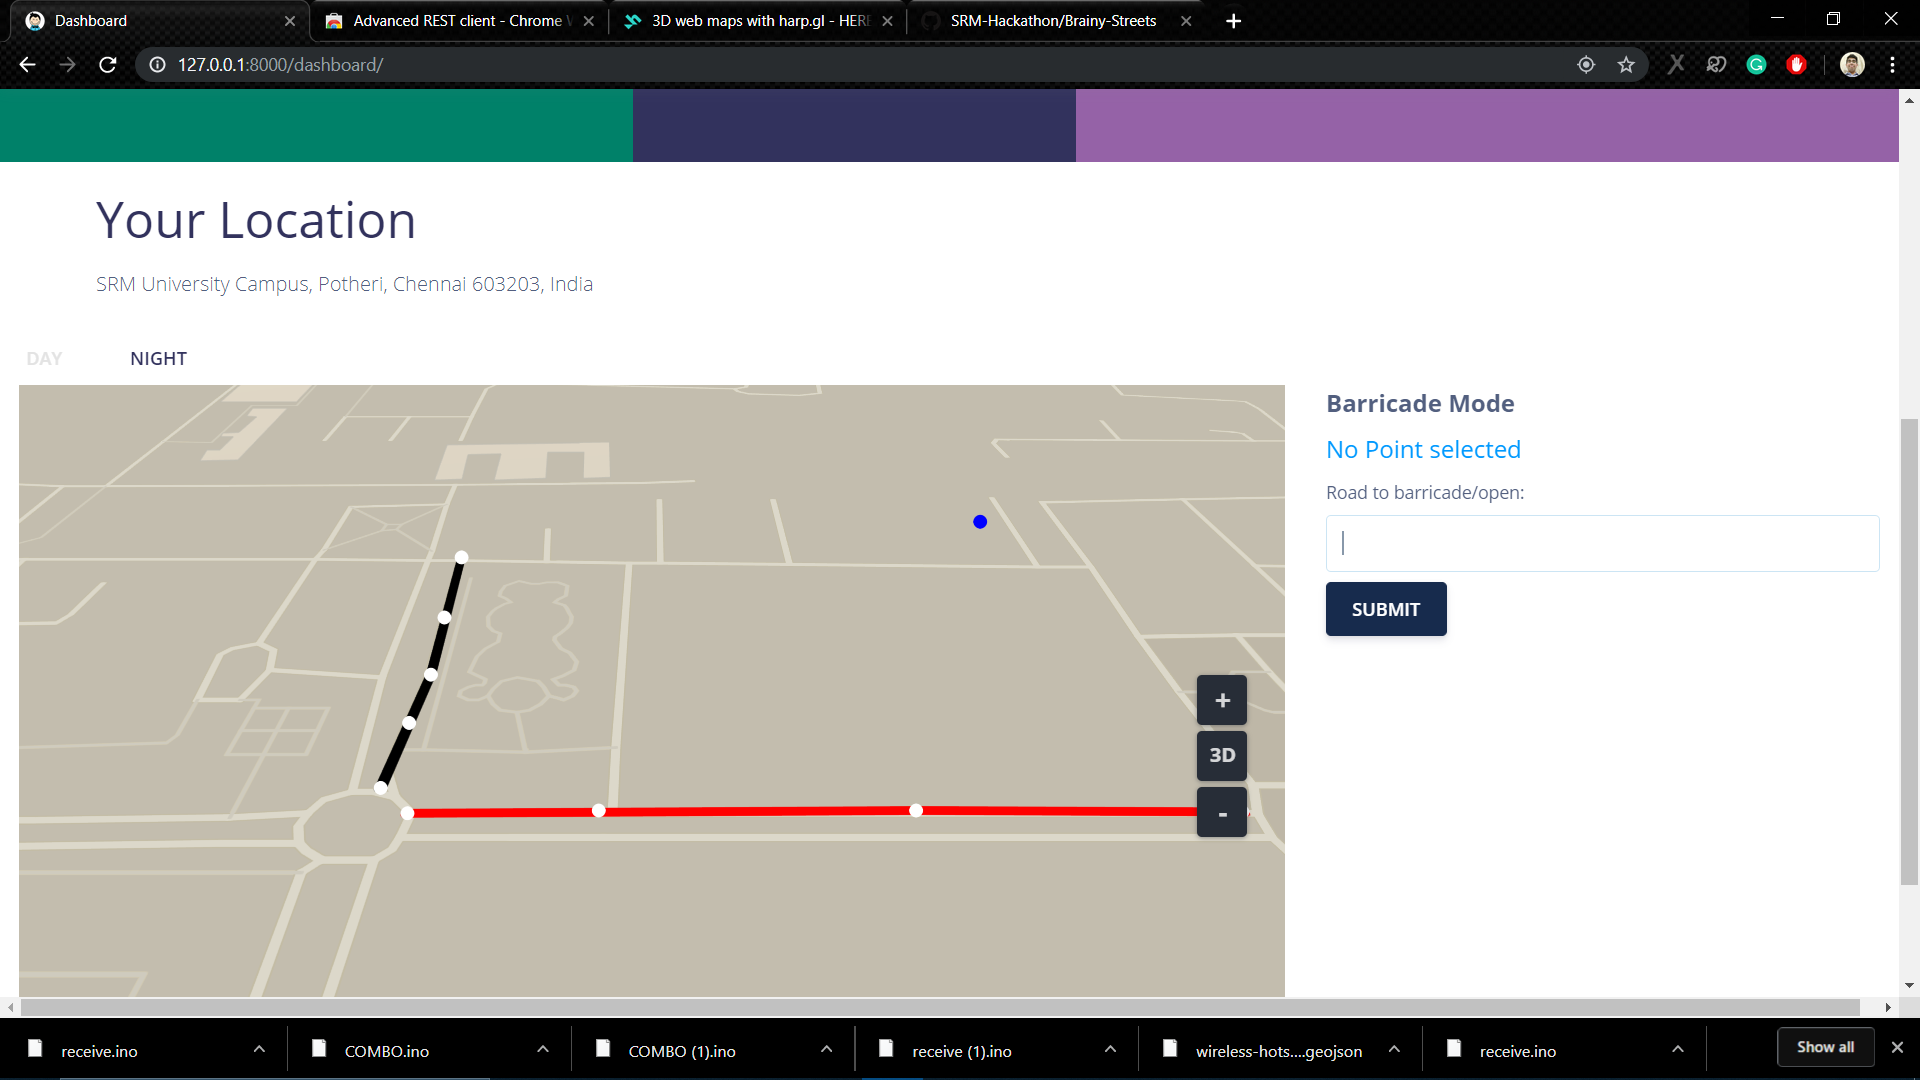 Dashboard
Advanced REST client - Chrome
3D web maps with harp.gl - HERE
SRM-Hackathon/Brainy-Streets
127.0.0.1:8000/dashboard/
Your Location
SRM University Campus, Potheri, Chennai 603203, India
DAY
NIGHT
Barricade Mode
No Point selected
Road to barricade/open:
SUBMIT
+
3D
-
receive.ino
COMBO.ino
COMBO (1).ino
receive (1).ino
wireless-hots....geojson
receive.ino
Show all